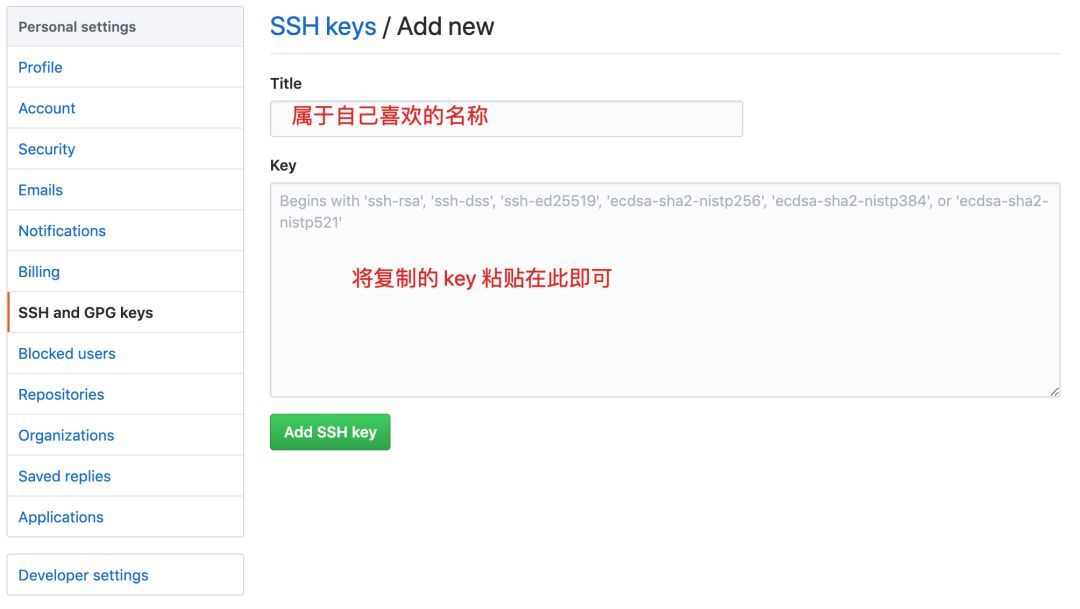 Personal settings
Profile
Account
Security
Emails
Notifications
Billing
SSH and GPG keys
Blocked users
Repositories
Organizations
Saved replies
Applications
Developer settings
SSH keys / Add new
Title
属于自己喜欢的名称
Key
Begins with 'ssh-rsa', 'ssh-dss', 'ssh-ed25519', 'ecdsa-sha2-nistp256', 'ecdsa-sha2-nistp384', or 'ecdsa-sha2-
nistp521'
将复制的 key 粘贴在此即可
Add SSH key